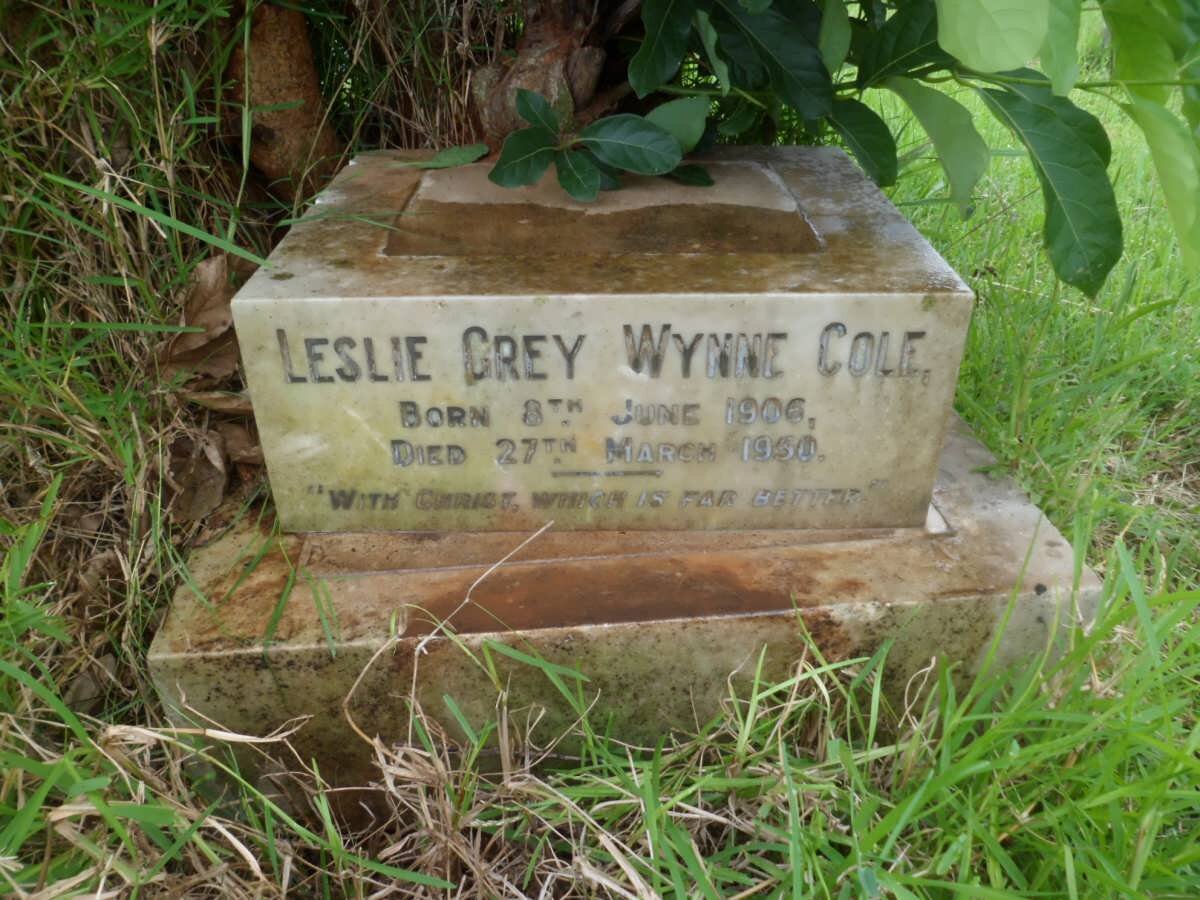 LESLIE GREY WYNNE COLE,
BORN 8TH JUNE 1906,
DIED 27TH MARCH 1950.
"WITH CHRIST, WHICH IS FAR BETTER."